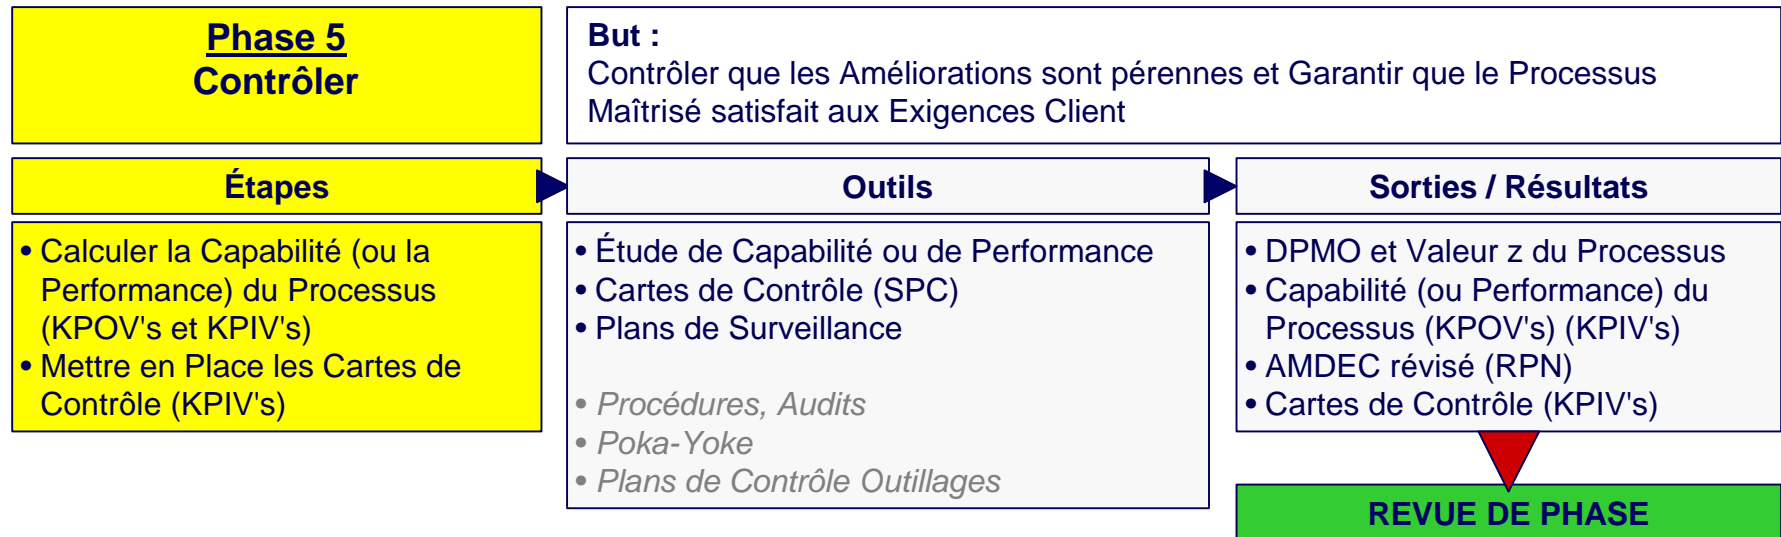 Phase 5
Contrôler
But :
Contrôler que les Améliorations sont pérennes et Garantir que le Processus
Maîtrisé satisfait aux Exigences Client
Étapes
Outils
Sorties / Résultats
• Calculer la Capabilité (ou la
Performance) du Processus
(KPOV's et KPIV's)
• Mettre en Place les Cartes de
Contrôle (KPIV's)
• Étude de Capabilité ou de Performance
• Cartes de Contrôle (SPC)
• Plans de Surveillance
• Procédures, Audits
• Poka-Yoke
• Plans de Contrôle Outillages
• DPMO et Valeur z du Processus
• Capabilité (ou Performance) du
Processus (KPOV's) (KPIV's)
• AMDEC révisé (RPN)
• Cartes de Contrôle (KPIV's)
REVUE DE PHASE